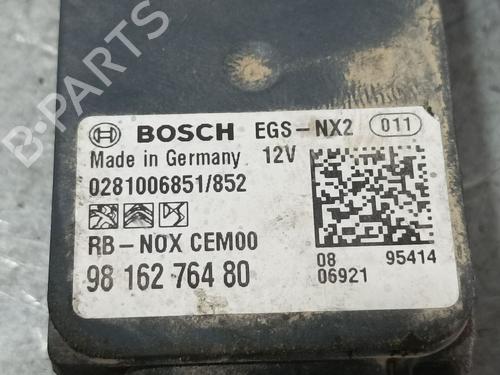 B-PARTS
BOSCH EGS-NX2 011
Made in Germany 12V
0281006851/852
RB-NOX CEM00
98 162 764 80
08 95414
06921